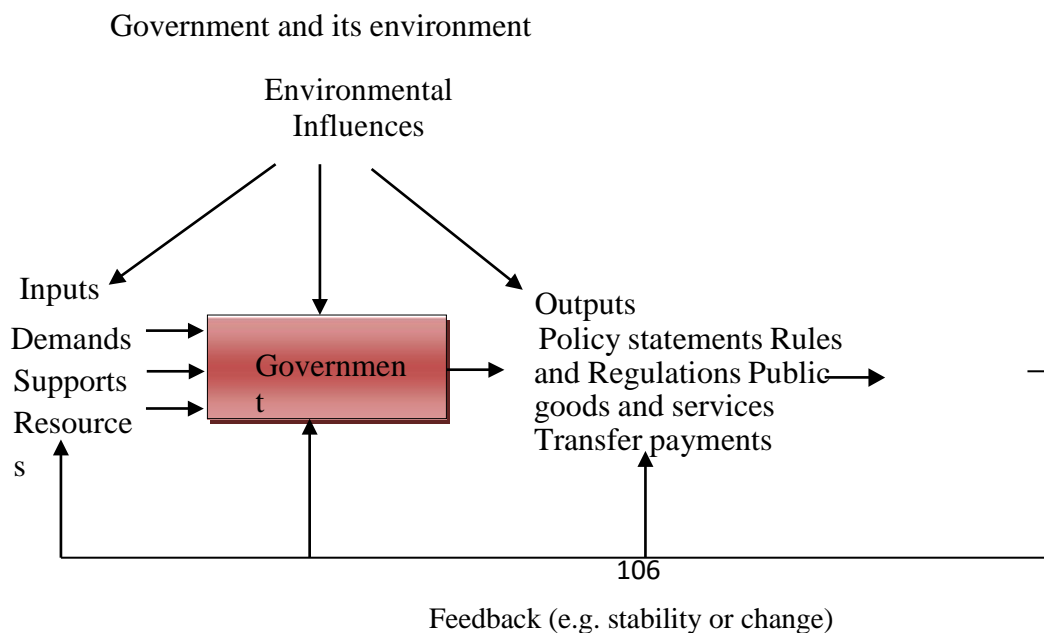 Government and its environment
Environmental
Influences
Inputs
Demands
Supports
Resource
s
Governmen
t
Outputs
Policy statements Rules
and Regulations Public
goods and services
Transfer payments
106
Feedback (e.g. stability or change)